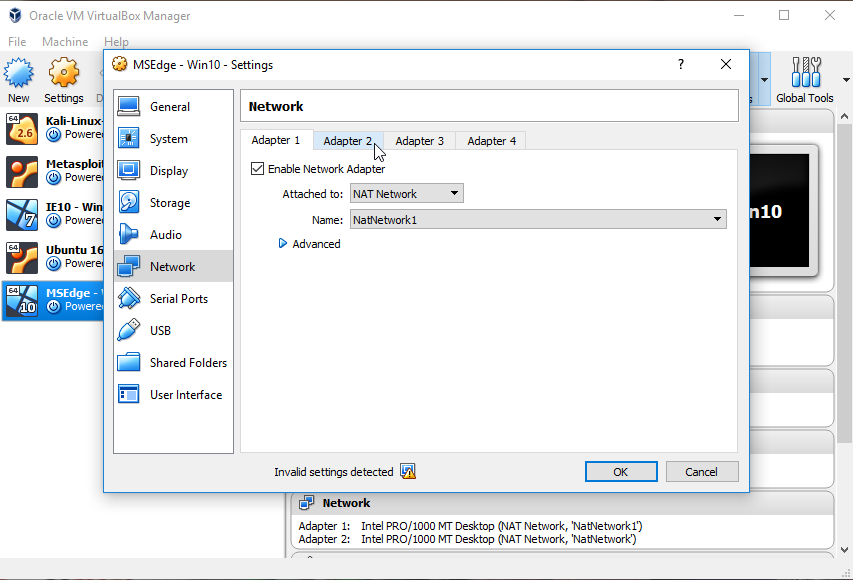 Oracle VM VirtualBox Manager
File Machine Help
New Settings
Global Tools
64 Kali-Linux-
2.6 Powere
Metasploit
Powere
IE10 - Win
7 Powere
64 Ubuntu 16
Powere
64 MSEdge -
10 Powere
MSEdge - Win10 - Settings ?
General
System
Display
Storage
Audio
Network
Serial Ports
USB
Shared Folders
User Interface
Network
Adapter 1 Adapter 2 Adapter 3 Adapter 4
Enable Network Adapter
Attached to: NAT Network
Name: NatNetwork1
Advanced
Invalid settings detected OK Cancel
n10
Network
Adapter 1: Intel PRO/1000 MT Desktop (NAT Network, 'NatNetwork1')
Adapter 2: Intel PRO/1000 MT Desktop (NAT Network, 'NatNetwork')